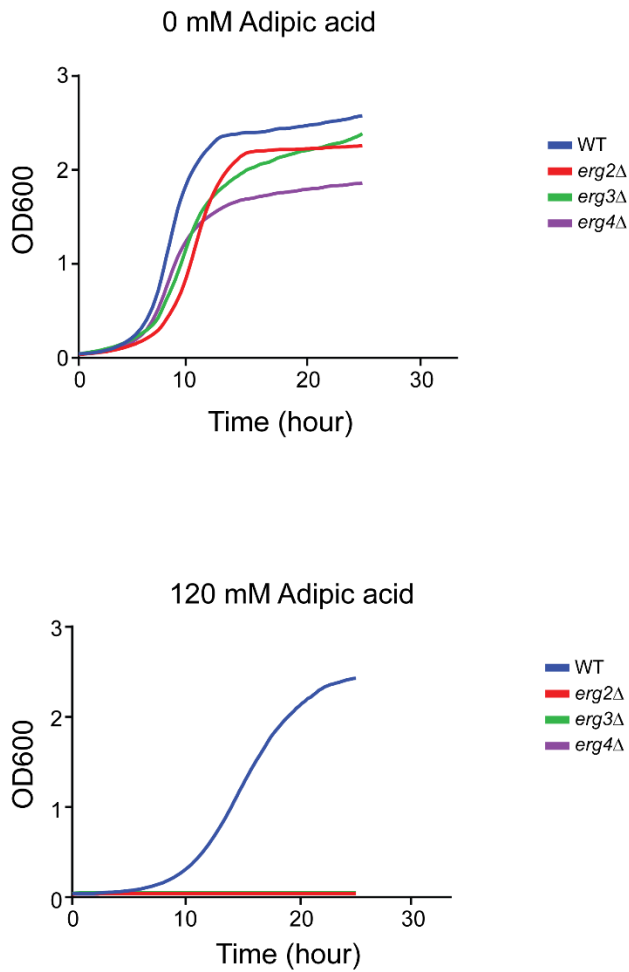 0 mM Adipic acid
3
2
1
0
OD600
0 10 20 30
Time (hour)
WT
erg2Δ
erg3Δ
erg4Δ
120 mM Adipic acid
3
2
1
0
OD600
0 10 20 30
Time (hour)
WT
erg2Δ
erg3Δ
erg4Δ